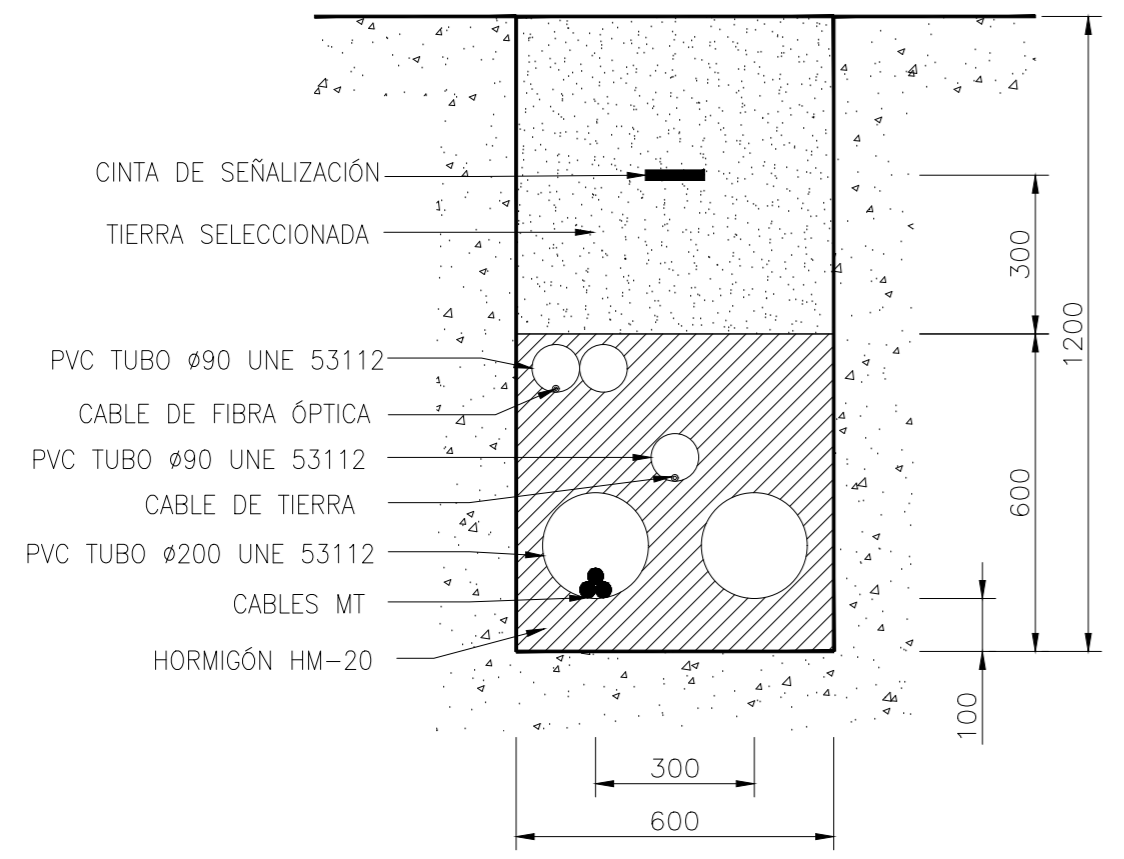 CINTA DE SEÑALIZACIÓN
TIERRA SELECCIONADA
PVC TUBO ø90 UNE 53112
CABLE DE FIBRA ÓPTICA
PVC TUBO ø90 UNE 53112
CABLE DE TIERRA
PVC TUBO ø200 UNE 53112
CABLES MT
HORMIGÓN HM-20
300
1200
600
100
300
600